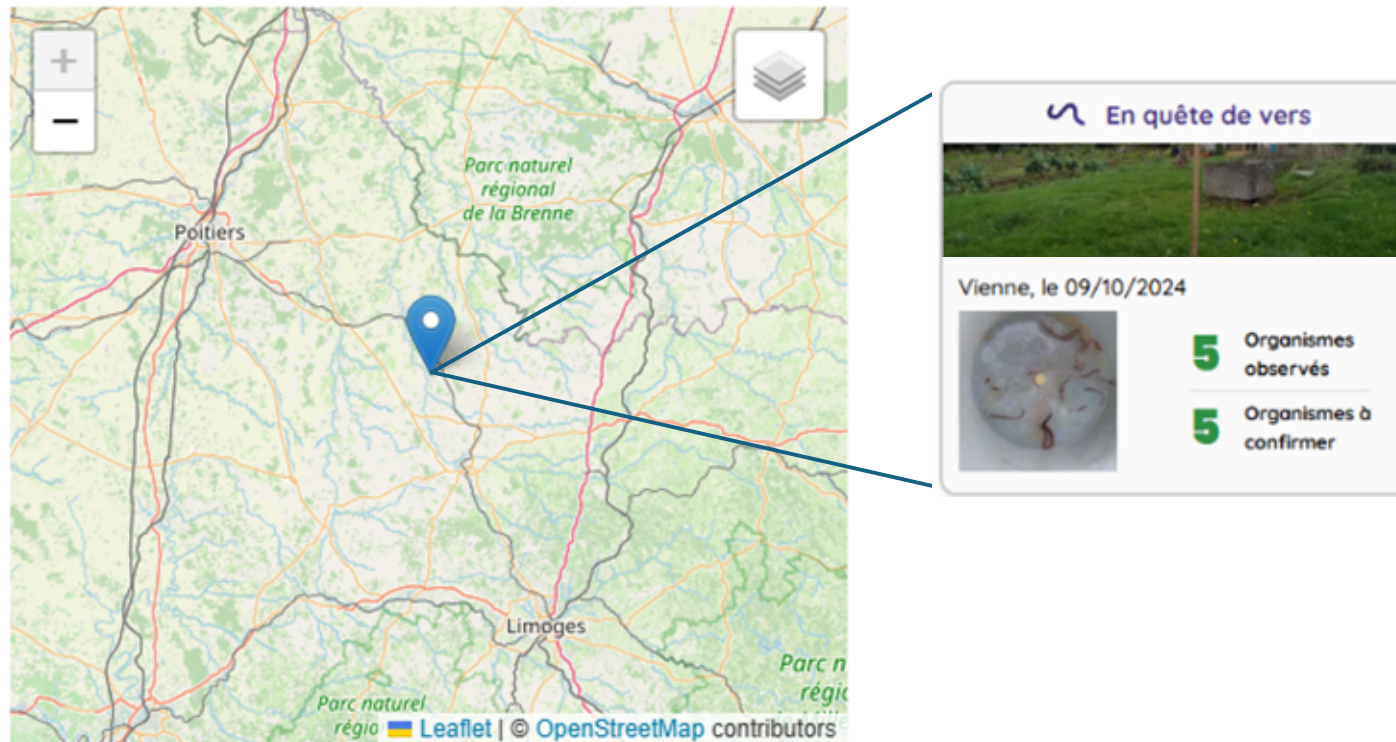 +
−
Parc naturel
régional
de la Brenne
Poitiers
Limoges
Parc naturel
régio
Parc n
régio
Leaflet | © OpenStreetMap contributors
En quête de vers
Vienne, le 09/10/2024
5 Organismes
observés
5 Organismes à
confirmer